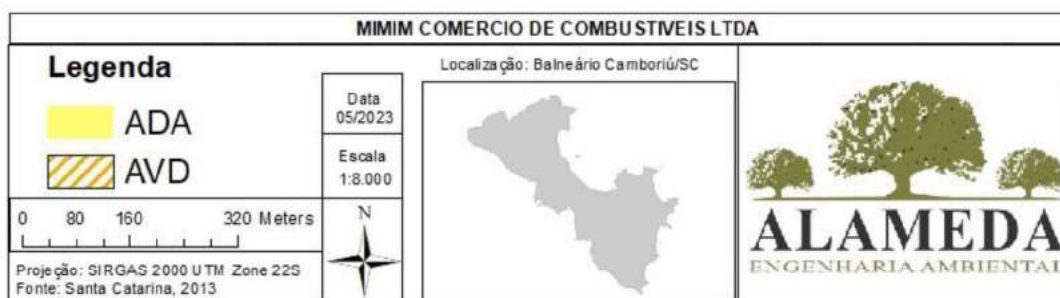 MIMIM COMERCIO DE COMBUSTIVEIS LTDA
Legenda
ADA
AVD
0 80 160 320 Meters
Projeção: SIRGAS 2000 UTM Zone 22S
Fonte: Santa Catarina, 2013
Data
05/2023
Escala
1:8.000
N
Localização: Balneário Camboriú/SC
ALAMEDA
ENGENHARIA AMBIENTAL